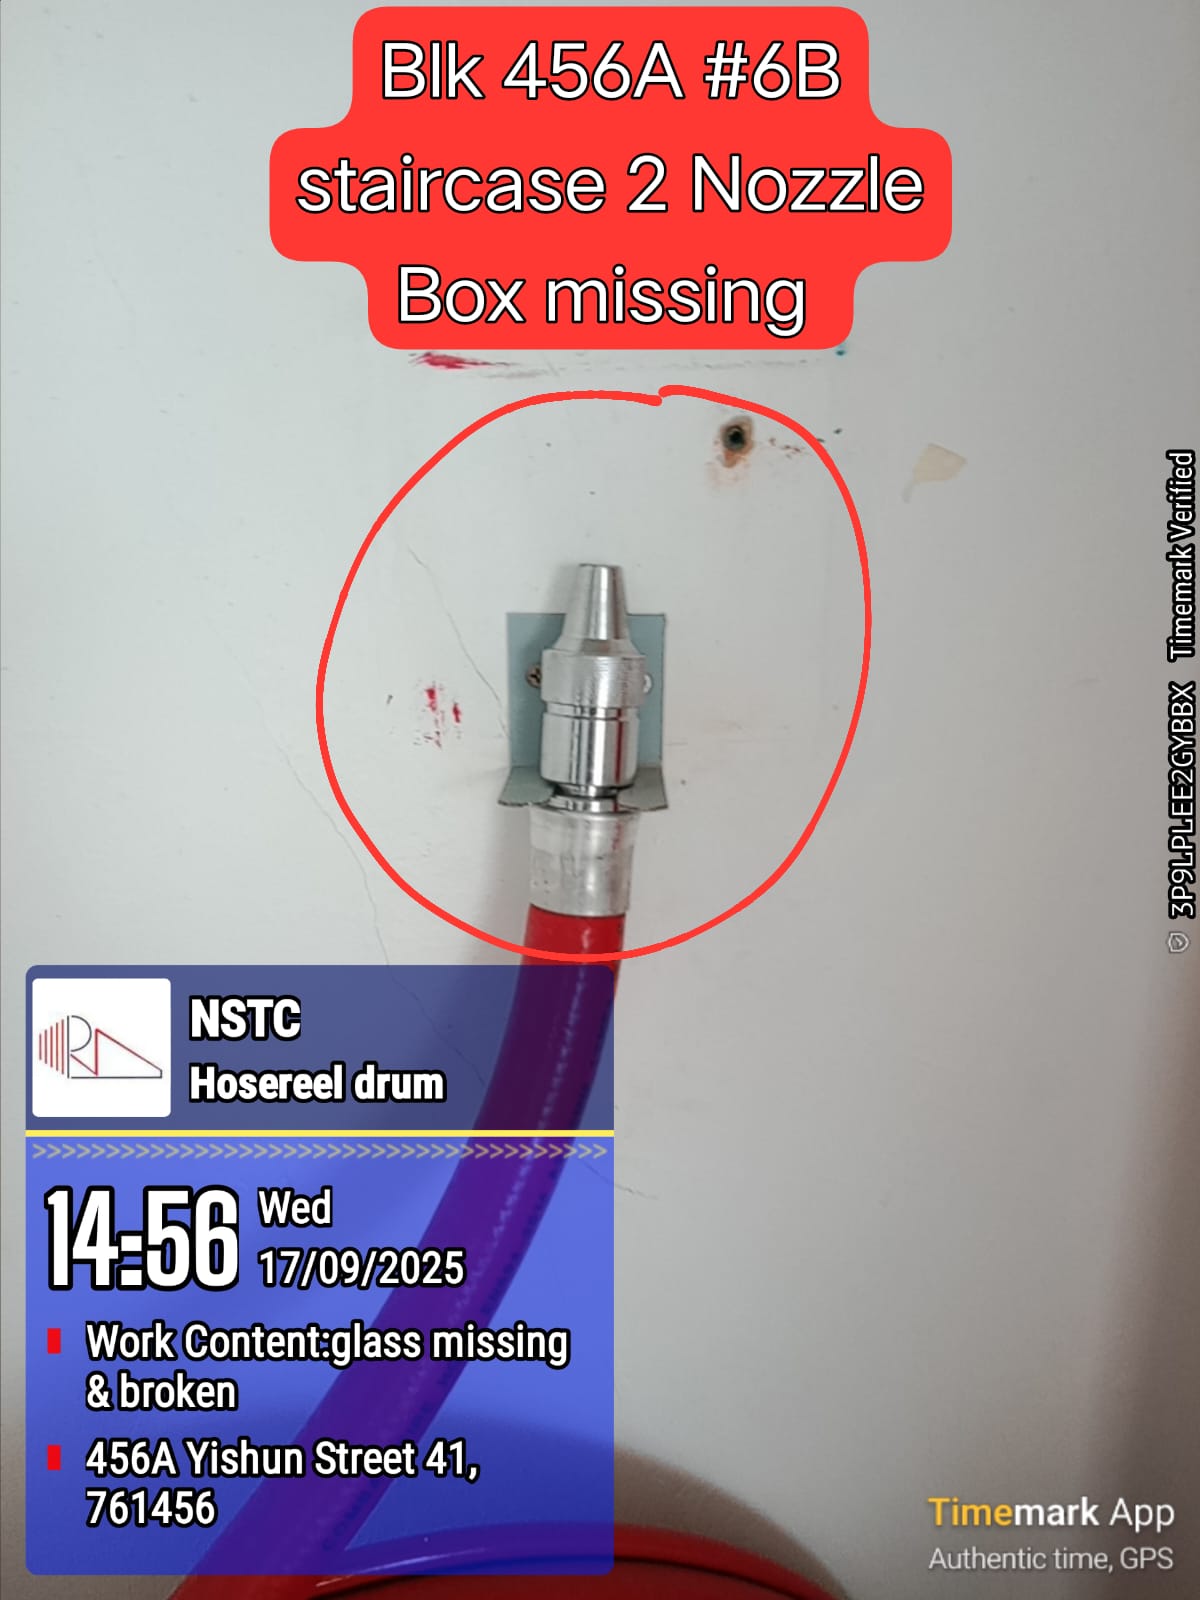 Blk 456A #6B
staircase 2 Nozzle
Box missing
NSTC
Hosereel drum
>>>>>>>>>>>>>>>>>>>>>>>>>>>>>>>>>>>>>>
14:56
Wed
17/09/2025
Work Content:glass missing
& broken
456A Yishun Street 41,
761456
3P9LPLEE2GYBBX Timemark Verified
Timemark App
Authentic time, GPS